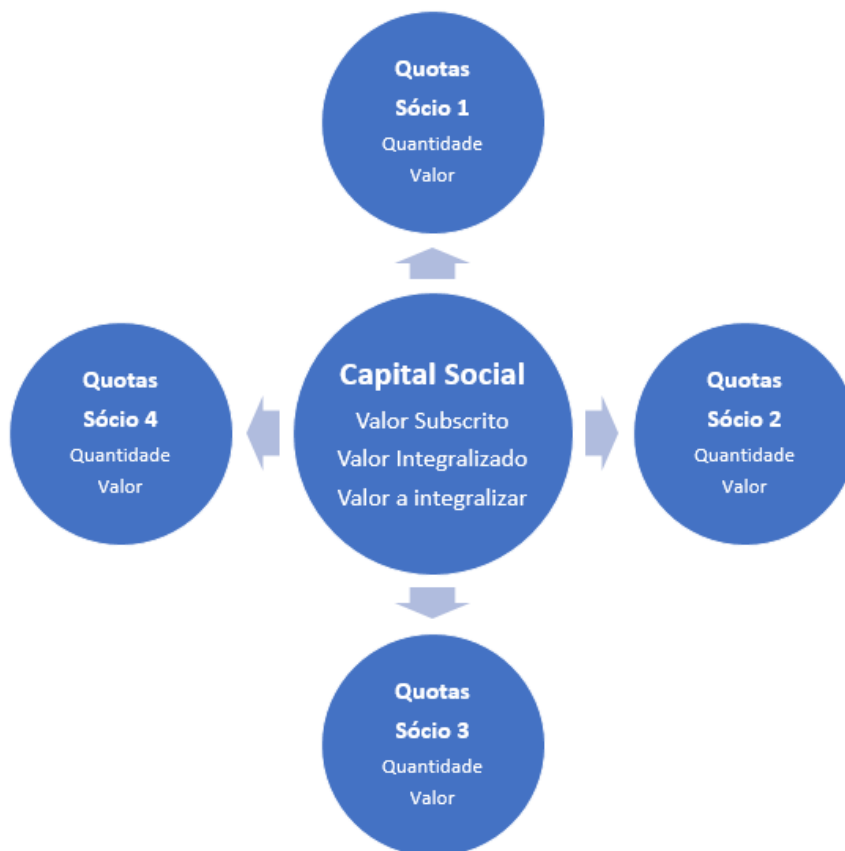 Quotas
Sócio 1
Quantidade
Valor
Quotas
Sócio 4
Quantidade
Valor
Capital Social
Valor Subscrito
Valor Integralizado
Valor a integralizar
Quotas
Sócio 2
Quantidade
Valor
Quotas
Sócio 3
Quantidade
Valor